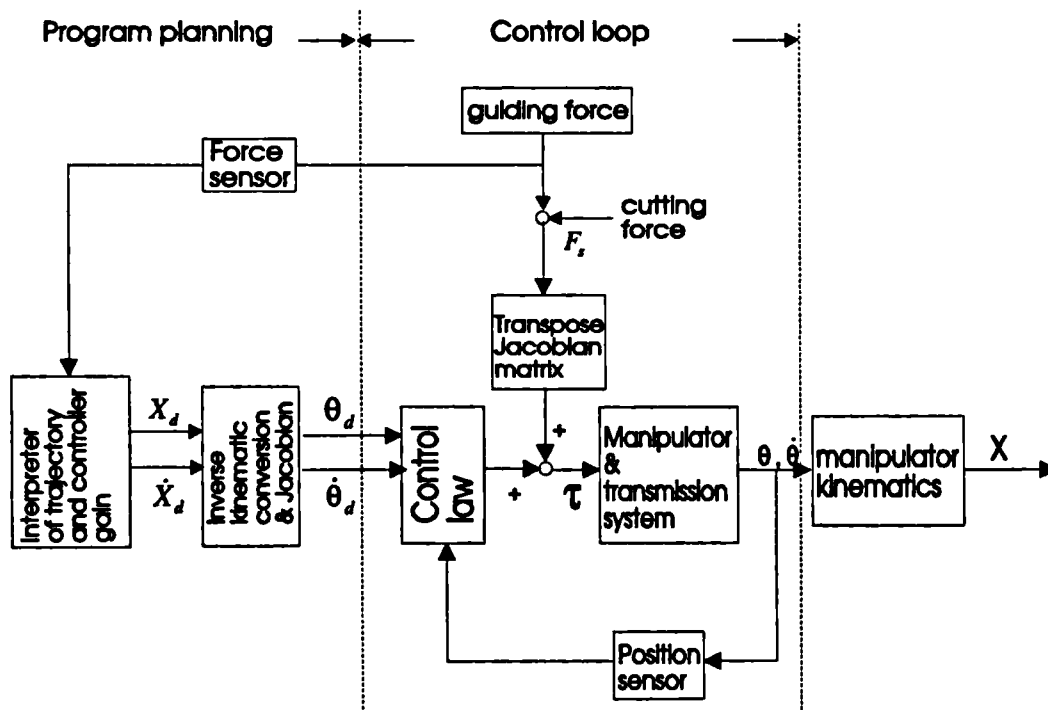 Program planning
Control loop
guiding force
Force
sensor
cutting
force
F_s
Transpose
Jacobian
matrix
Interpreter
of trajectory
and controller
gain
X_d
Ẋ_d
inverse
kinematic
conversion
& Jacobian
θ_d
θ̇_d
Control
law
+
+
τ
Manipulator
&
transmission
system
θ, θ̇
manipulator
kinematics
X
Position
sensor